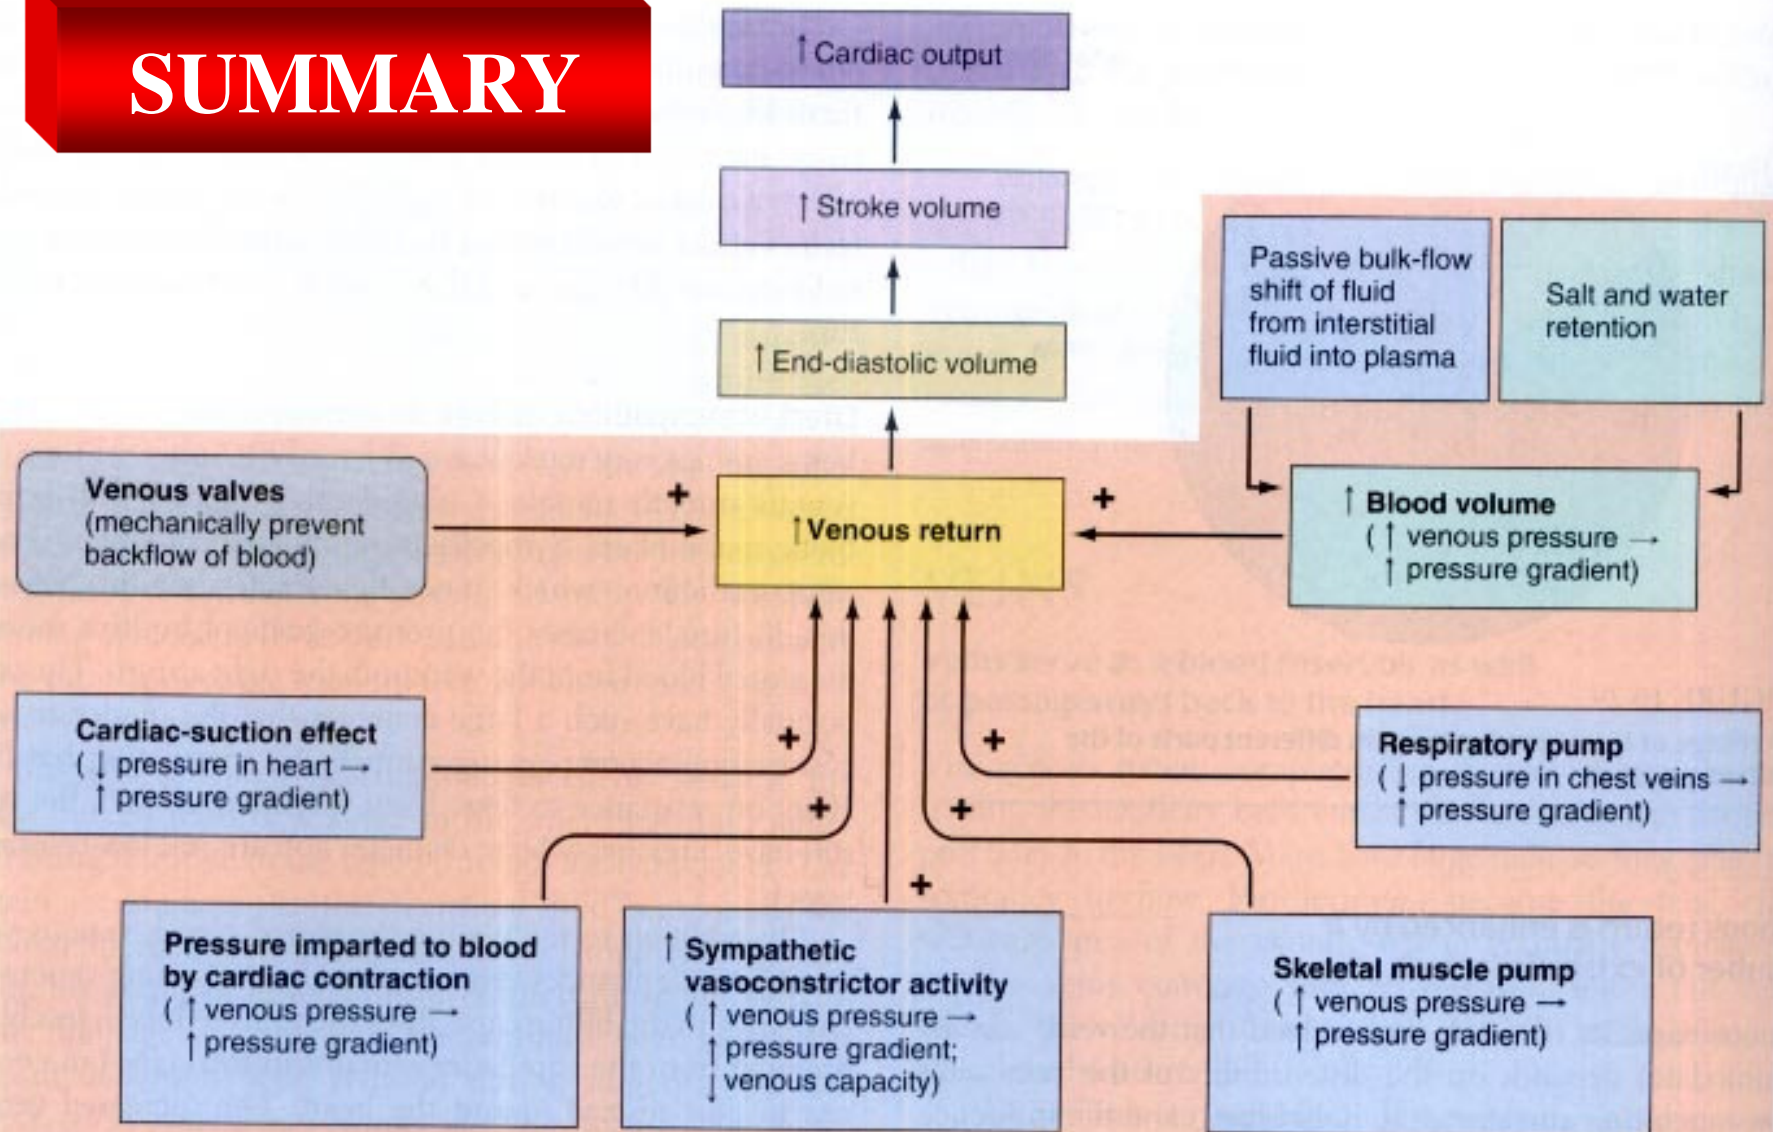 SUMMARY
↑ Cardiac output
↑ Stroke volume
↑ End-diastolic volume
Passive bulk-flow
shift of fluid
from interstitial
fluid into plasma
Salt and water
retention
Venous valves
(mechanically prevent
backflow of blood)
+
↑ Venous return
+
↑ Blood volume
( ↑ venous pressure →
↑ pressure gradient)
Cardiac-suction effect
( ↓ pressure in heart →
↑ pressure gradient)
+
+
Respiratory pump
( ↓ pressure in chest veins →
↑ pressure gradient)
+
+
+
Pressure imparted to blood
by cardiac contraction
( ↑ venous pressure →
↑ pressure gradient)
↑ Sympathetic
vasoconstrictor activity
( ↑ venous pressure →
↑ pressure gradient;
↓ venous capacity)
Skeletal muscle pump
( ↑ venous pressure →
↑ pressure gradient)